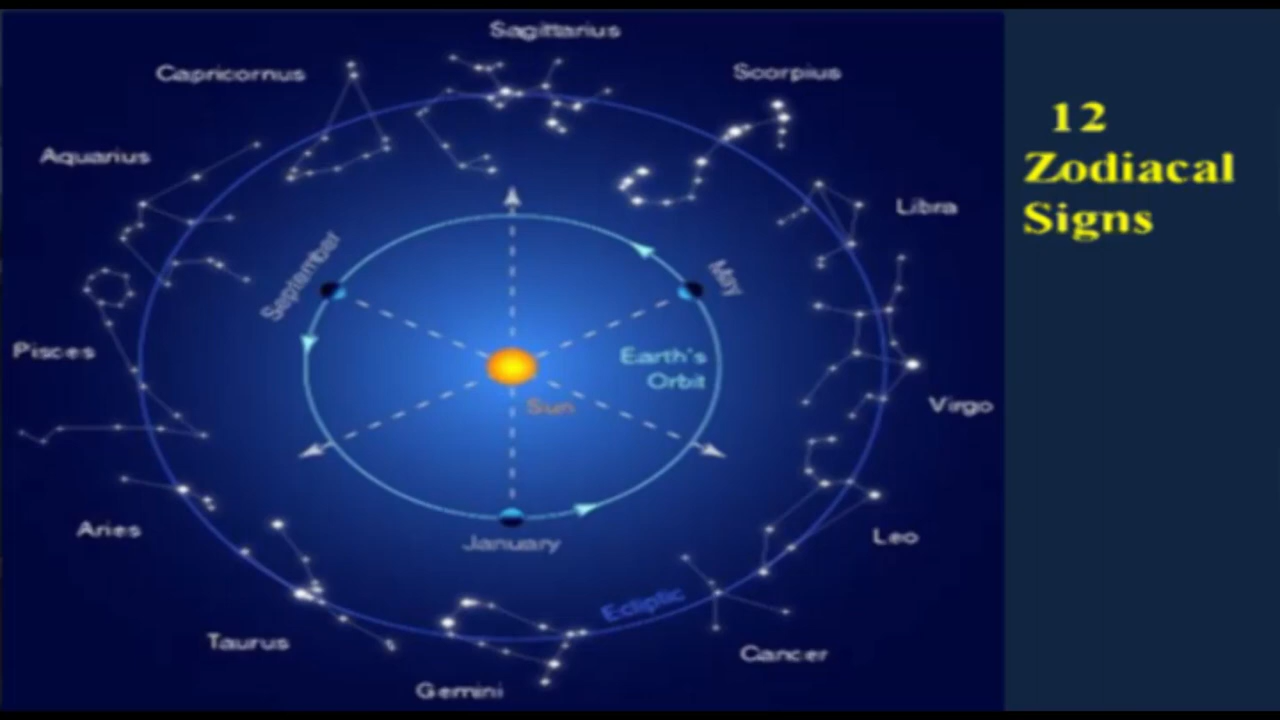 Sagittarius
Capricornus
Scorpius
Aquarius
Libra
September
May
Pisces
Earth's
Orbit
Sun
Virgo
Aries
January
Leo
Ecliptic
Taurus
Cancer
Gemini
12
Zodiacal
Signs